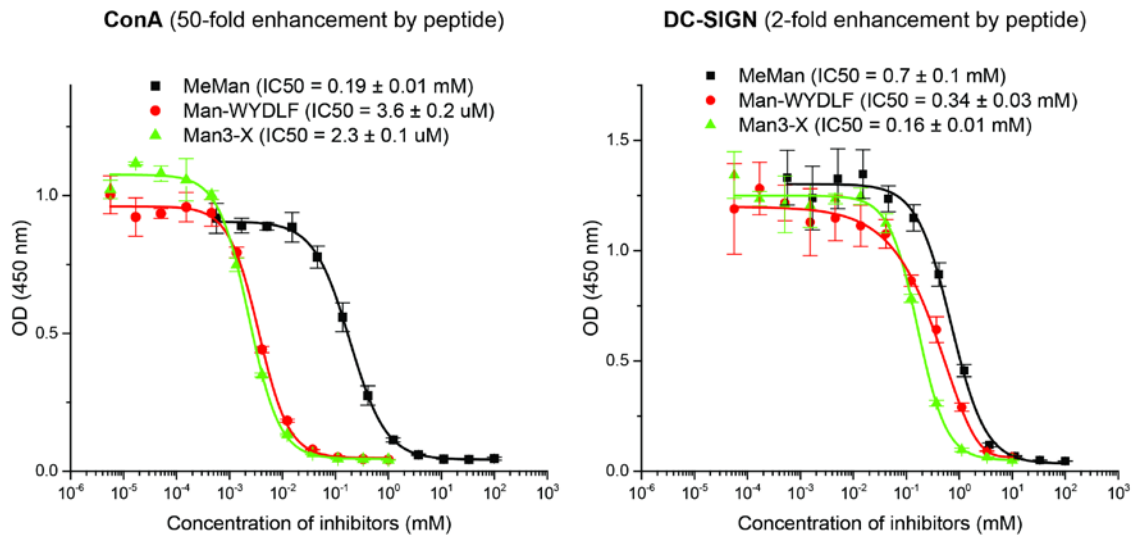 ConA (50-fold enhancement by peptide)
MeMan (IC50 = 0.19 ± 0.01 mM)
Man-WYDLF (IC50 = 3.6 ± 0.2 uM)
Man3-X (IC50 = 2.3 ± 0.1 uM)
OD (450 nm)
1.0
0.5
0.0
10⁻⁶ 10⁻⁵ 10⁻⁴ 10⁻³ 10⁻² 10⁻¹ 10⁰ 10¹ 10² 10³
Concentration of inhibitors (mM)
DC-SIGN (2-fold enhancement by peptide)
MeMan (IC50 = 0.7 ± 0.1 mM)
Man-WYDLF (IC50 = 0.34 ± 0.03 mM)
Man3-X (IC50 = 0.16 ± 0.01 mM)
OD (450 nm)
1.5
1.0
0.5
0.0
10⁻⁶ 10⁻⁵ 10⁻⁴ 10⁻³ 10⁻² 10⁻¹ 10⁰ 10¹ 10² 10³
Concentration of inhibitors (mM)